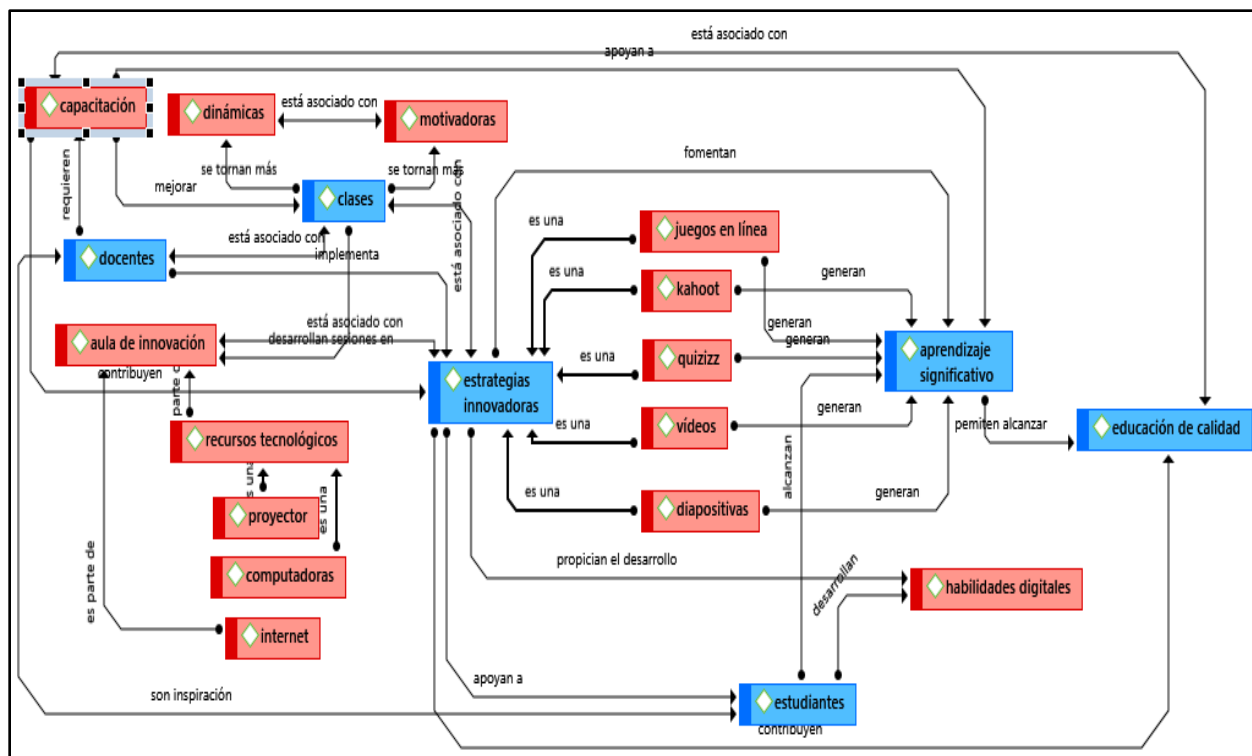 está asociado con
apoyan a
capacitación
dinámicas
está asociado con
motivadoras
requieren
mejorar
se tornan más
se tornan más
clases
está asociado con
fomentan
docentes
está asociado con
implementa
es una
juegos en línea
es una
kahoot
generan
aula de innovación
está asociado con
desarrollan sesiones en
generan
generan
contribuyen
parte
estrategias
innovadoras
es una
quizizz
aprendizaje
significativo
recursos tecnológicos
es una
vídeos
generan
pemiten alcanzar
educación de calidad
es una
es una
proyector
es una
diapositivas
generan
alcanzan
computadoras
propician el desarrollo
desarrollan
habilidades digitales
es parte de
internet
son inspiración
apoyan a
estudiantes
contribuyen